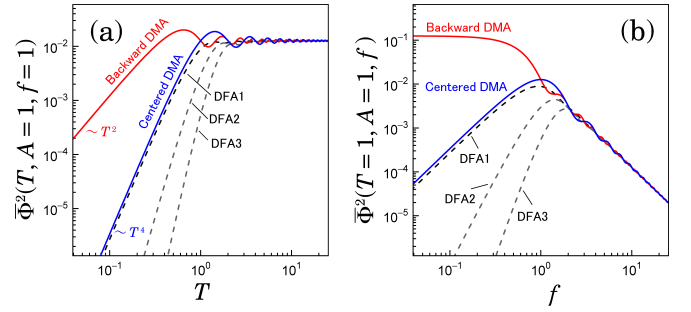 (a)
Backward DMA
Centered DMA
DFA1
DFA2
DFA3
~T²
~T⁴
10⁻²
10⁻³
10⁻⁴
10⁻⁵
Φ̅²(T, A = 1, f = 1)
10⁻¹
10⁰
10¹
T
(b)
Backward DMA
Centered DMA
DFA1
DFA2
DFA3
10⁻¹
10⁻²
10⁻³
10⁻⁴
10⁻⁵
Φ̅²(T = 1, A = 1, f)
10⁻¹
10⁰
10¹
f